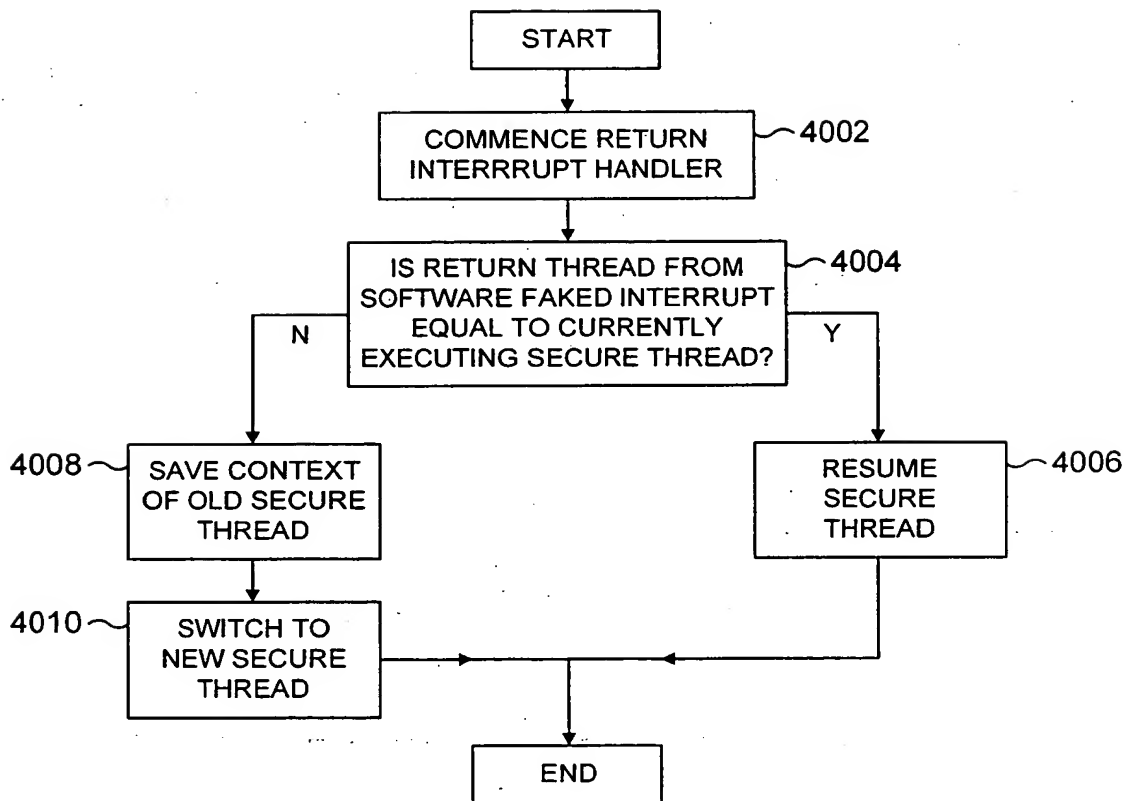 START
COMMENCE RETURN
INTERRRUPT HANDLER
4002
IS RETURN THREAD FROM
SOFTWARE FAKED INTERRUPT
EQUAL TO CURRENTLY
EXECUTING SECURE THREAD?
4004
N
Y
4008
SAVE CONTEXT
OF OLD SECURE
THREAD
RESUME
SECURE
THREAD
4006
4010
SWITCH TO
NEW SECURE
THREAD
END